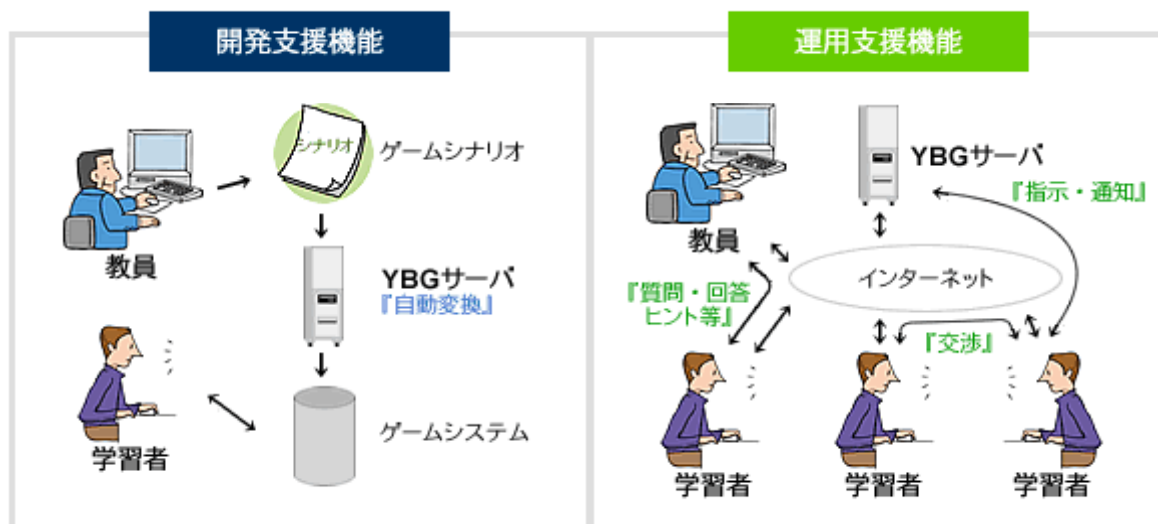 開発支援機能
シナリオ
ゲームシナリオ
教員
YBGサーバ
『自動変換』
学習者
ゲームシステム
運用支援機能
YBGサーバ
『指示・通知』
教員
インターネット
『質問・回答
ヒント等』
『交渉』
学習者
学習者
学習者